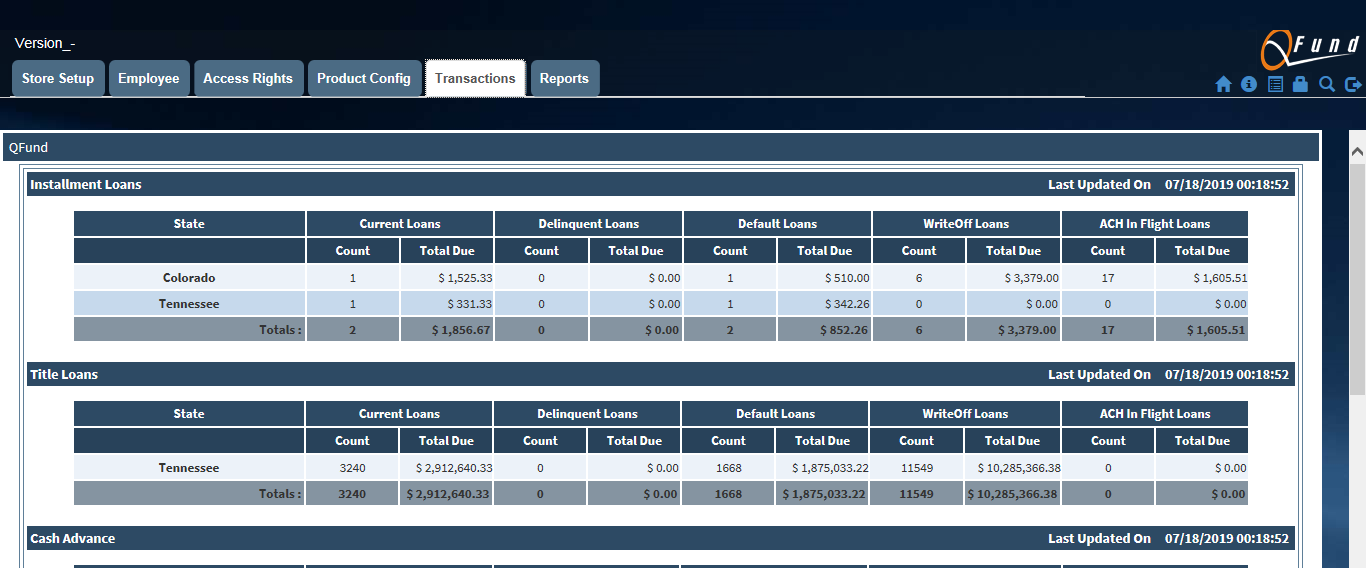 Version_-
QFund
Store Setup Employee Access Rights Product Config Transactions Reports
QFund
Installment Loans Last Updated On 07/18/2019 00:18:52
State Current Loans Delinquent Loans Default Loans WriteOff Loans ACH In Flight Loans
Count Total Due Count Total Due Count Total Due Count Total Due Count Total Due
Colorado 1 $ 1,525.33 0 $ 0.00 1 $ 510.00 6 $ 3,379.00 17 $ 1,605.51
Tennessee 1 $ 331.33 0 $ 0.00 1 $ 342.26 0 $ 0.00 0 $ 0.00
Totals : 2 $ 1,856.67 0 $ 0.00 2 $ 852.26 6 $ 3,379.00 17 $ 1,605.51
Title Loans Last Updated On 07/18/2019 00:18:52
State Current Loans Delinquent Loans Default Loans WriteOff Loans ACH In Flight Loans
Count Total Due Count Total Due Count Total Due Count Total Due Count Total Due
Tennessee 3240 $ 2,912,640.33 0 $ 0.00 1668 $ 1,875,033.22 11549 $ 10,285,366.38 0 $ 0.00
Totals : 3240 $ 2,912,640.33 0 $ 0.00 1668 $ 1,875,033.22 11549 $ 10,285,366.38 0 $ 0.00
Cash Advance Last Updated On 07/18/2019 00:18:52